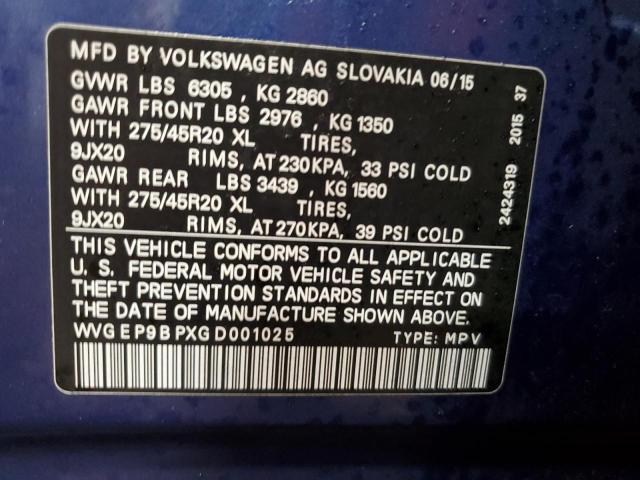 MFD BY VOLKSWAGEN AG SLOVAKIA 06/15
GVWR LBS 6305, KG 2860
GAWR FRONT LBS 2976, KG 1350
WITH 275/45R20 XL TIRES,
9JX20 RIMS, AT 230KPA, 33 PSI COLD
GAWR REAR LBS 3439, KG 1560
WITH 275/45R20 XL TIRES,
9JX20 RIMS, AT 270KPA, 39 PSI COLD
THIS VEHICLE CONFORMS TO ALL APPLICABLE
U. S. FEDERAL MOTOR VEHICLE SAFETY AND
THEFT PREVENTION STANDARDS IN EFFECT ON
THE DATE OF MANUFACTURE SHOWN ABOVE.
WVGEP9BPXGD001025 TYPE: MPV
2424319 2015 37